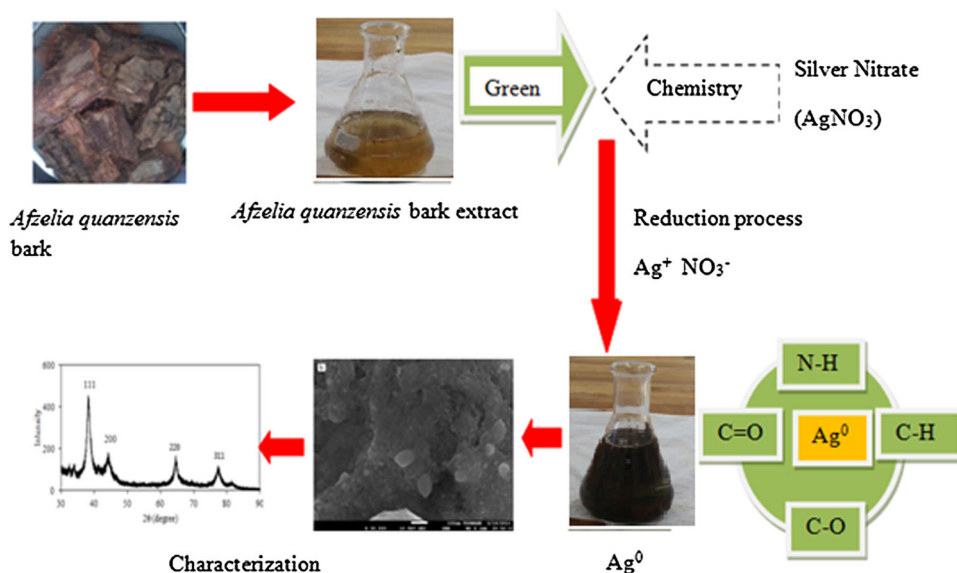 Green
Chemistry
Silver Nitrate
(AgNO₃)
Afzelia quanzensis
bark
Afzelia quanzensis bark extract
Reduction process
Ag⁺ NO₃⁻
600
400
200
0
Intensity
111
200
220
311
30 40 50 60 70 80 90
2θ (degree)
N-H
C=O
Ag⁰
C-H
C-O
Characterization
Ag⁰